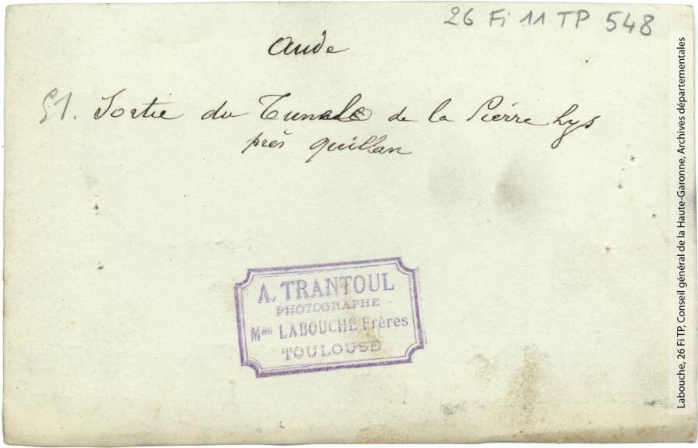 26 Fi 11 TP 548
Aude
51. Sortie du Tunele de la Pierre Lys
près Quillan
A. TRANTOUL
PHOTOGRAPHE
Mon LABOUCHE Frères
TOULOUSE
Labouche, 26 Fi TP, Conseil général de la Haute-Garonne, Archives départementales